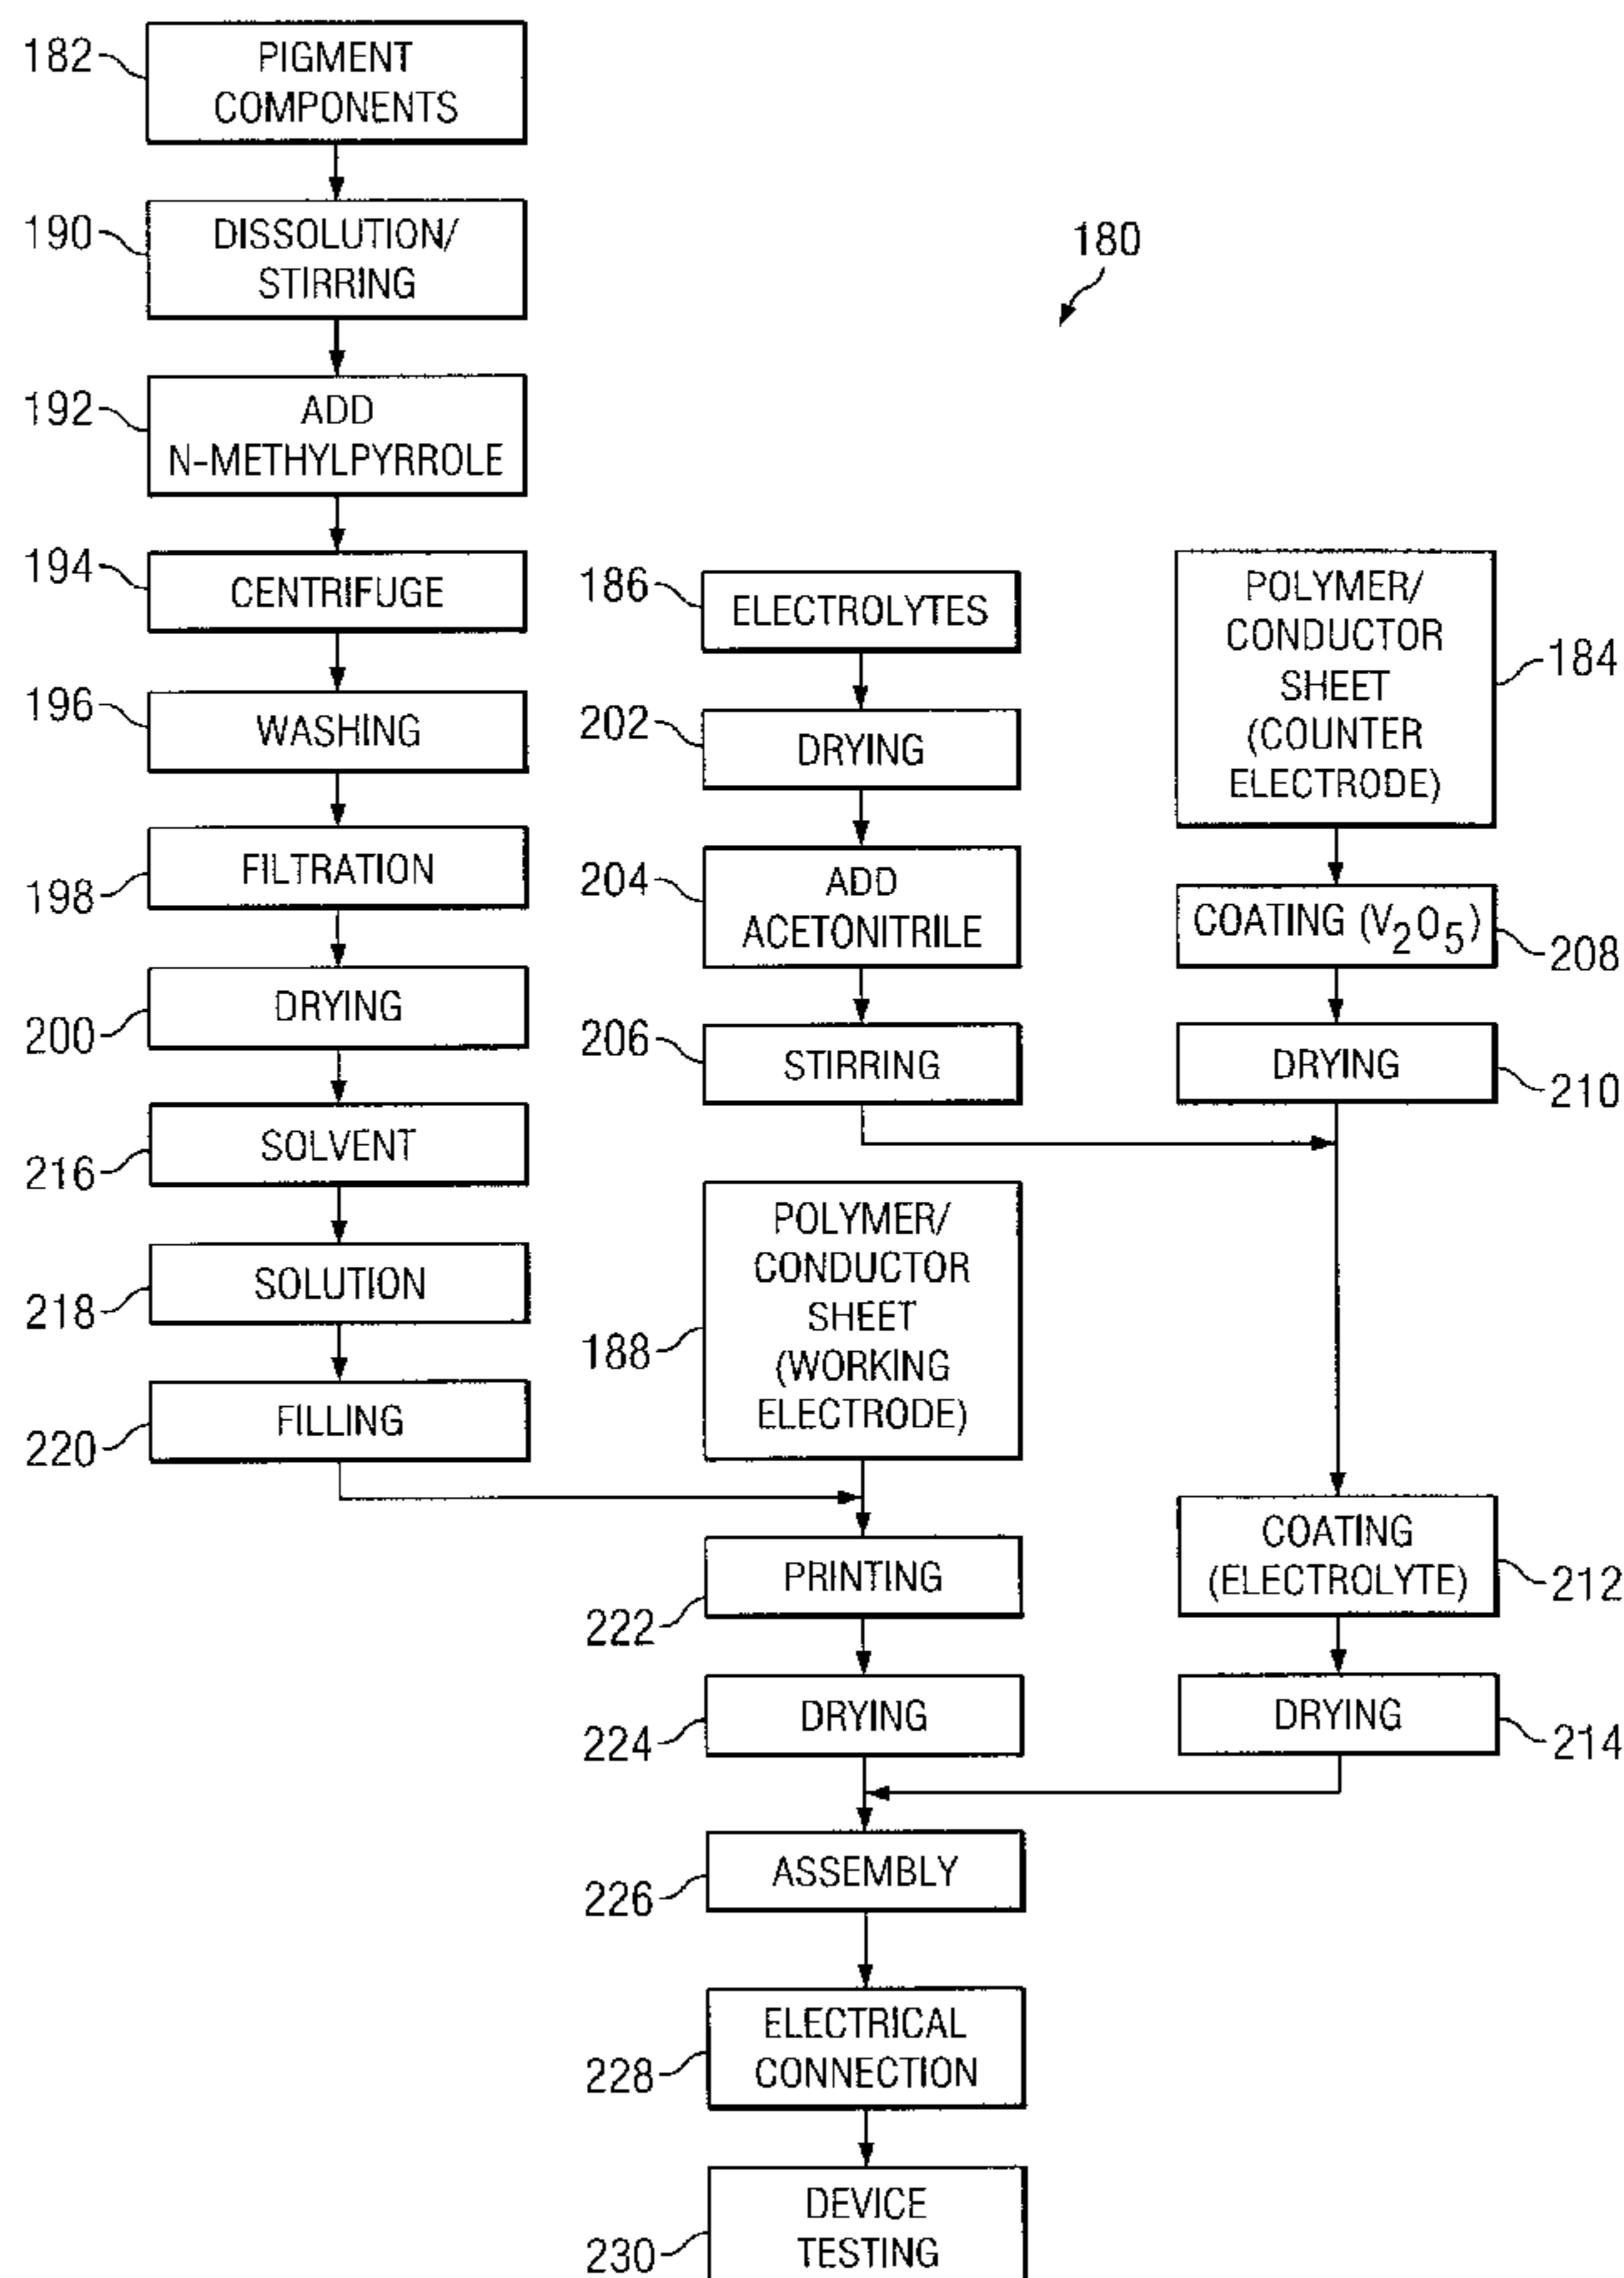 182
PIGMENT
COMPONENTS
190
DISSOLUTION/
STIRRING
180
192
ADD
N-METHYLPYRROLE
194
CENTRIFUGE
196
WASHING
198
FILTRATION
200
DRYING
216
SOLVENT
218
SOLUTION
220
FILLING
186
ELECTROLYTES
202
DRYING
204
ADD
ACETONITRILE
206
STIRRING
POLYMER/
CONDUCTOR
SHEET
(COUNTER
ELECTRODE)
184
COATING (V2O5)
208
DRYING
210
188
POLYMER/
CONDUCTOR
SHEET
(WORKING
ELECTRODE)
222
PRINTING
224
DRYING
COATING
(ELECTROLYTE)
212
DRYING
214
226
ASSEMBLY
228
ELECTRICAL
CONNECTION
230
DEVICE
TESTING